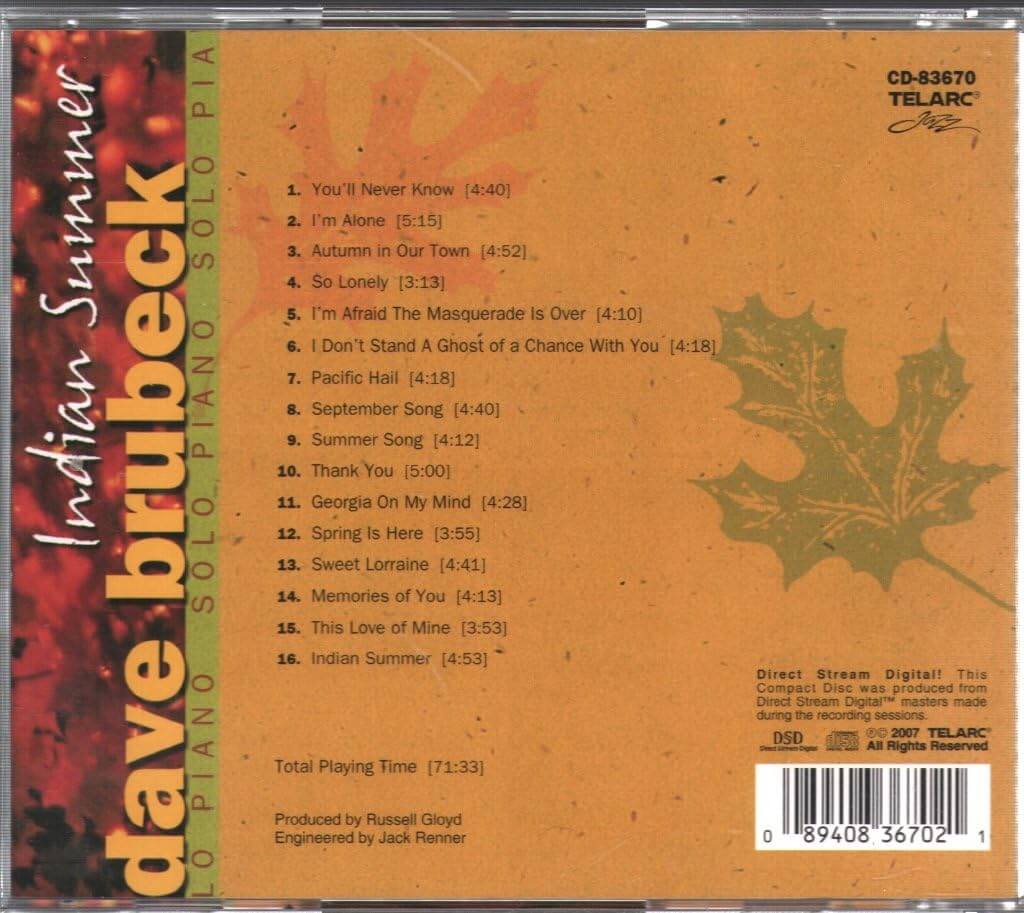 Indian Summer
dave brubeck
LO PIANO SOLO PIANO SOLO PIANO SOLO PIA
CD-83670
TELARC®
Jazz
1. You'll Never Know [4:40]
2. I'm Alone [5:15]
3. Autumn in Our Town [4:52]
4. So Lonely [3:13]
5. I'm Afraid The Masquerade Is Over [4:10]
6. I Don't Stand A Ghost of a Chance With You [4:18]
7. Pacific Hail [4:18]
8. September Song [4:40]
9. Summer Song [4:12]
10. Thank You [5:00]
11. Georgia On My Mind [4:28]
12. Spring Is Here [3:55]
13. Sweet Lorraine [4:41]
14. Memories of You [4:13]
15. This Love of Mine [3:53]
16. Indian Summer [4:53]
Total Playing Time [71:33]
Produced by Russell Gloyd
Engineered by Jack Renner
Direct Stream Digital! This
Compact Disc was produced from
Direct Stream Digital™ masters made
during the recording sessions.
DSD
Direct Stream Digital
℗© 2007 TELARC®
All Rights Reserved
0 89408 36702 1